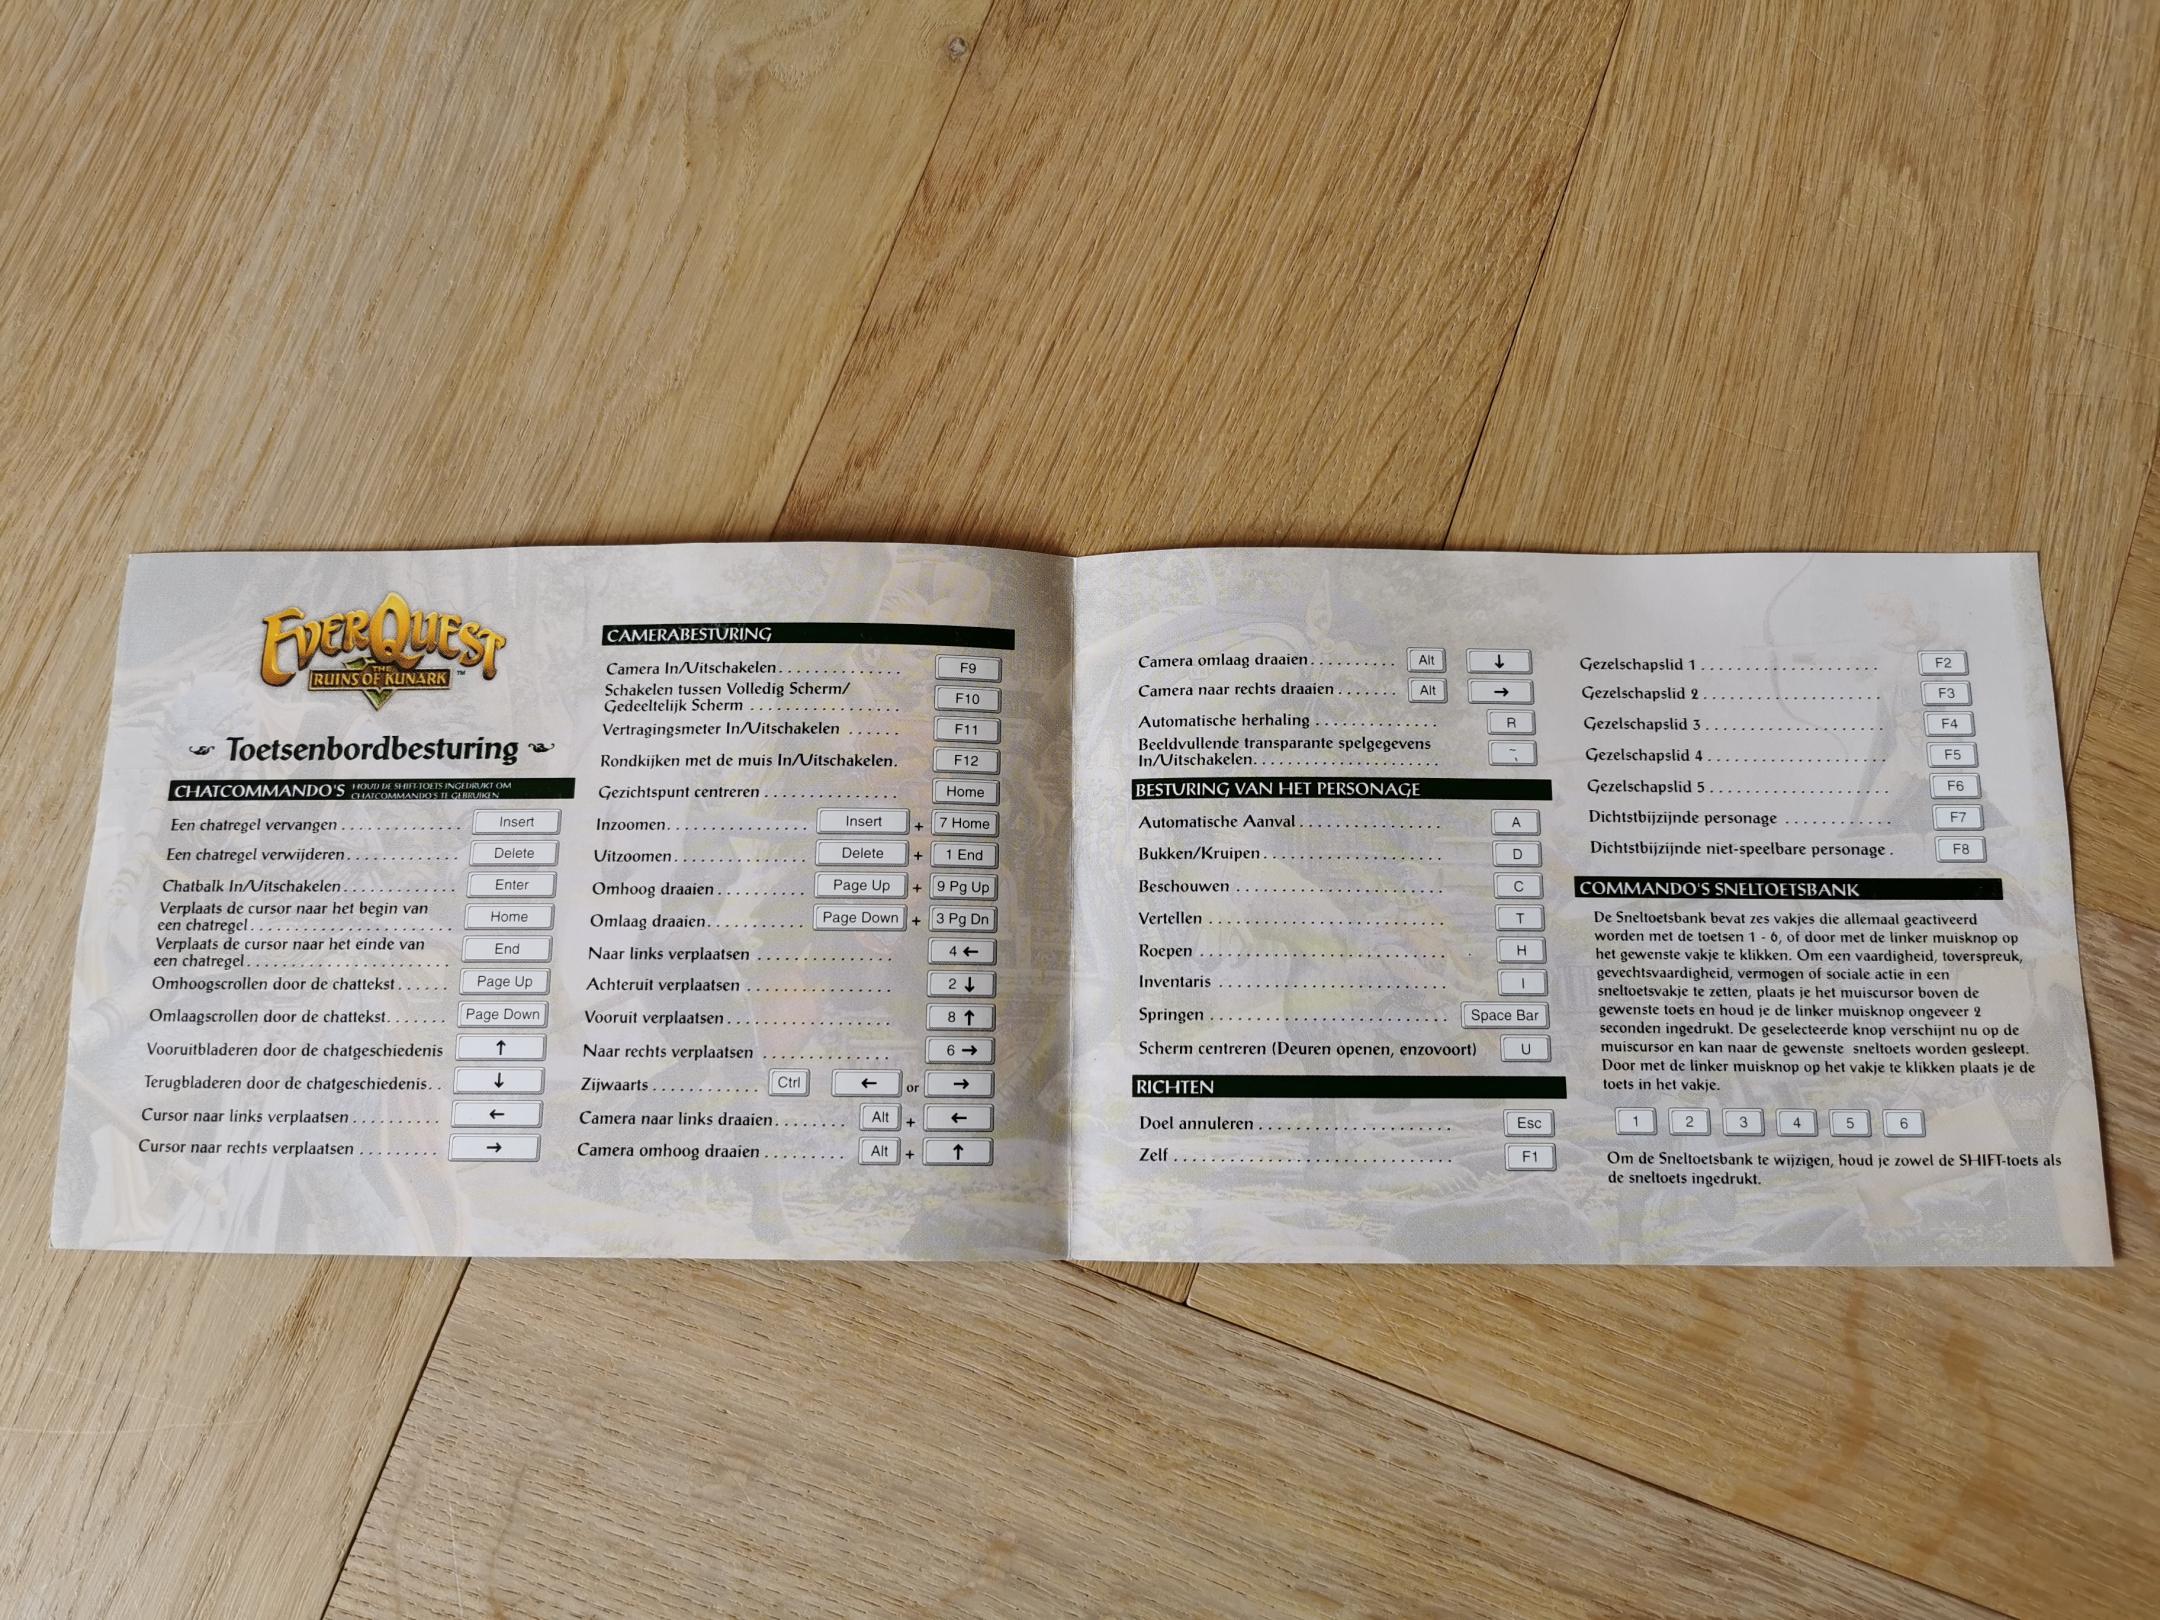 EVERQUEST
THE
RUINS OF KUNARK™
Toetsenbordbesturing
CHATCOMMANDO'S HOUD DE SHIFT-TOETS INGEDRUKT OM
CHATCOMMANDO'S TE GEBRUIKEN
Een chatregel vervangen . . . . . . . . . . . . . Insert
Een chatregel verwijderen. . . . . . . . . . . . Delete
Chatbalk In/Uitschakelen . . . . . . . . . . . . Enter
Verplaats de cursor naar het begin van
een chatregel . . . . . . . . . . . . . . . . . . . . . . Home
Verplaats de cursor naar het einde van
een chatregel . . . . . . . . . . . . . . . . . . . . . . End
Omhoogscrollen door de chattekst . . . . . . Page Up
Omlaagscrollen door de chattekst. . . . . . . Page Down
Vooruitbladeren door de chatgeschiedenis ↑
Terugbladeren door de chatgeschiedenis. . ↓
Cursor naar links verplaatsen . . . . . . . . . . ←
Cursor naar rechts verplaatsen . . . . . . . . . →
CAMERABESTURING
Camera In/Uitschakelen. . . . . . . . . . . . . F9
Schakelen tussen Volledig Scherm/
Gedeeltelijk Scherm . . . . . . . . . . . . . . . . F10
Vertragingsmeter In/Uitschakelen . . . . . . F11
Rondkijken met de muis In/Uitschakelen. F12
Gezichtspunt centreren . . . . . . . . . . . . . . Home
Inzoomen. . . . . . . . . . . . . . . Insert + 7 Home
Uitzoomen. . . . . . . . . . . . . . Delete + 1 End
Omhoog draaien . . . . . . . . . Page Up + 9 Pg Up
Omlaag draaien. . . . . . . . . . Page Down + 3 Pg Dn
Naar links verplaatsen . . . . . . . . . . . . . . 4 ←
Achteruit verplaatsen . . . . . . . . . . . . . . . 2 ↓
Vooruit verplaatsen . . . . . . . . . . . . . . . . . 8 ↑
Naar rechts verplaatsen . . . . . . . . . . . . . 6 →
Zijwaarts . . . . . . . . . . . Ctrl ← or →
Camera naar links draaien. . . . . . . . Alt + ←
Camera omhoog draaien . . . . . . . . . Alt + ↑
Camera omlaag draaien . . . . . . . . . . Alt ↓
Camera naar rechts draaien . . . . . . . Alt →
Automatische herhaling . . . . . . . . . . . . . R
Beeldvullende transparante spelgegevens
In/Uitschakelen. . . . . . . . . . . . . . . . . . . . ~
BESTURING VAN HET PERSONAGE
Automatische Aanval . . . . . . . . . . . . . . . A
Bukken/Kruipen . . . . . . . . . . . . . . . . . . . D
Beschouwen . . . . . . . . . . . . . . . . . . . . . . C
Vertellen . . . . . . . . . . . . . . . . . . . . . . . . . T
Roepen . . . . . . . . . . . . . . . . . . . . . . . . . . H
Inventaris . . . . . . . . . . . . . . . . . . . . . . . . I
Springen . . . . . . . . . . . . . . . . . . . . . . . . . Space Bar
Scherm centreren (Deuren openen, enzovoort) U
RICHTEN
Doel annuleren . . . . . . . . . . . . . . . . . . . . Esc
Zelf . . . . . . . . . . . . . . . . . . . . . . . . . . . . . F1
Gezelschapslid 1 . . . . . . . . . . . . . . . . . . . F2
Gezelschapslid 2 . . . . . . . . . . . . . . . . . . . F3
Gezelschapslid 3 . . . . . . . . . . . . . . . . . . . F4
Gezelschapslid 4 . . . . . . . . . . . . . . . . . . . F5
Gezelschapslid 5 . . . . . . . . . . . . . . . . . . . F6
Dichtstbijzijnde personage . . . . . . . . . . . . F7
Dichtstbijzijnde niet-speelbare personage . F8
COMMANDO'S SNELTOETSBANK
De Sneltoetsbank bevat zes vakjes die allemaal geactiveerd
worden met de toetsen 1 - 6, of door met de linker muisknop op
het gewenste vakje te klikken. Om een vaardigheid, toverspreuk,
gevechtsvaardigheid, vermogen of sociale actie in een
sneltoetsvakje te zetten, plaats je het muiscursor boven de
gewenste toets en houd je de linker muisknop ongeveer 2
seconden ingedrukt. De geselecteerde knop verschijnt nu op de
muiscursor en kan naar de gewenste sneltoets worden gesleept.
Door met de linker muisknop op het vakje te klikken plaats je de
toets in het vakje.
1 2 3 4 5 6
Om de Sneltoetsbank te wijzigen, houd je zowel de SHIFT-toets als
de sneltoets ingedrukt.